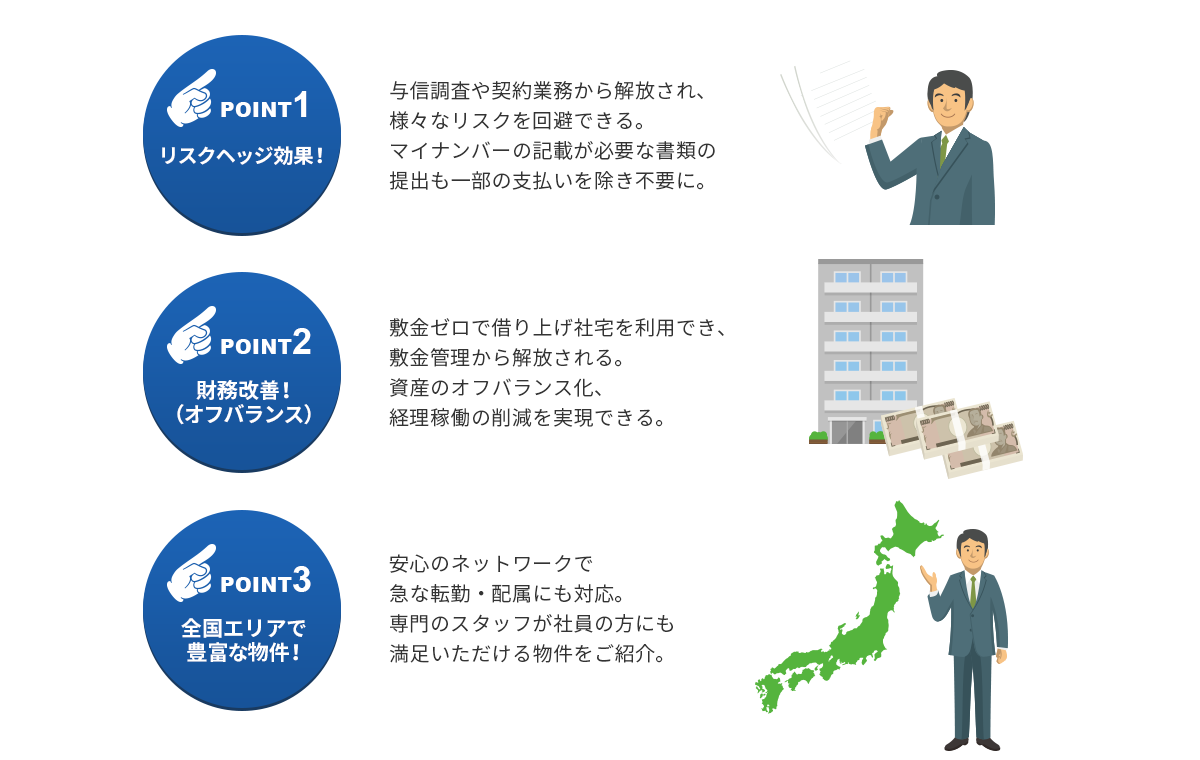 POINT1
リスクヘッジ効果！
与信調査や契約業務から解放され、
様々なリスクを回避できる。
マイナンバーの記載が必要な書類の
提出も一部の支払いを除き不要に。
POINT2
財務改善！
（オフバランス）
敷金ゼロで借り上げ社宅を利用でき、
敷金管理から解放される。
資産のオフバランス化、
経理稼働の削減を実現できる。
POINT3
全国エリアで
豊富な物件！
安心のネットワークで
急な転勤・配属にも対応。
専門のスタッフが社員の方にも
満足いただける物件をご紹介。